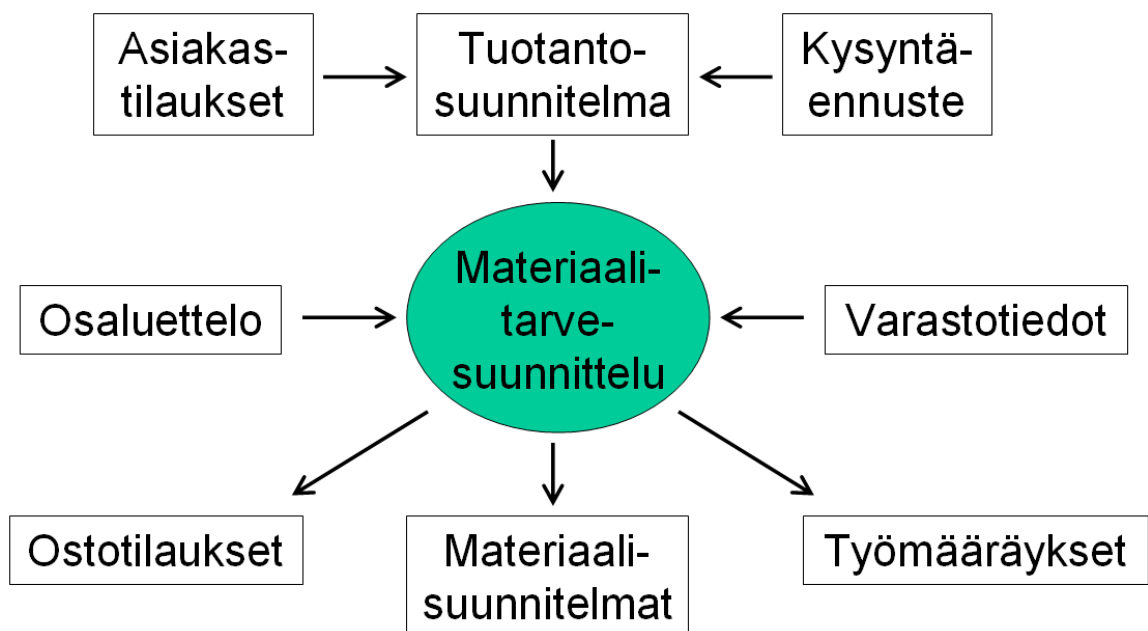 Asiakas-
tilaukset
Tuotanto-
suunnitelma
Kysyntä-
ennuste
Osaluettelo
Materiaali-
tarve-
suunnittelu
Varastotiedot
Ostotilaukset
Materiaali-
suunnitelmat
Työmääräykset